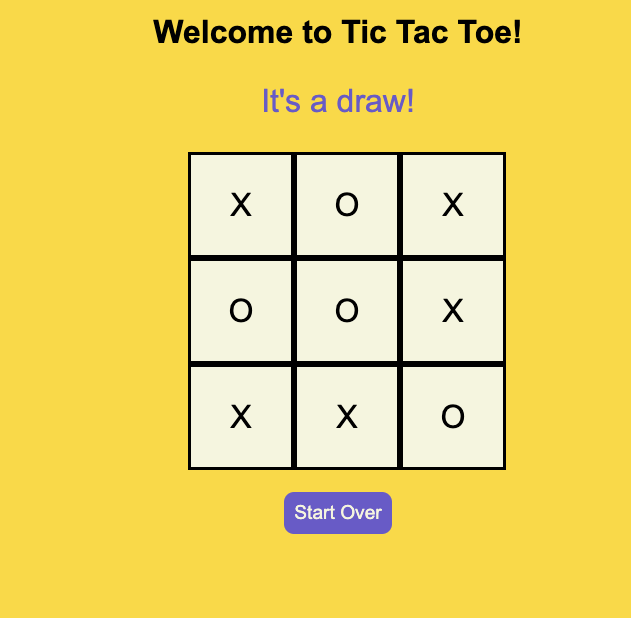 Welcome to Tic Tac Toe!
It's a draw!
X O X
O O X
X X O
Start Over